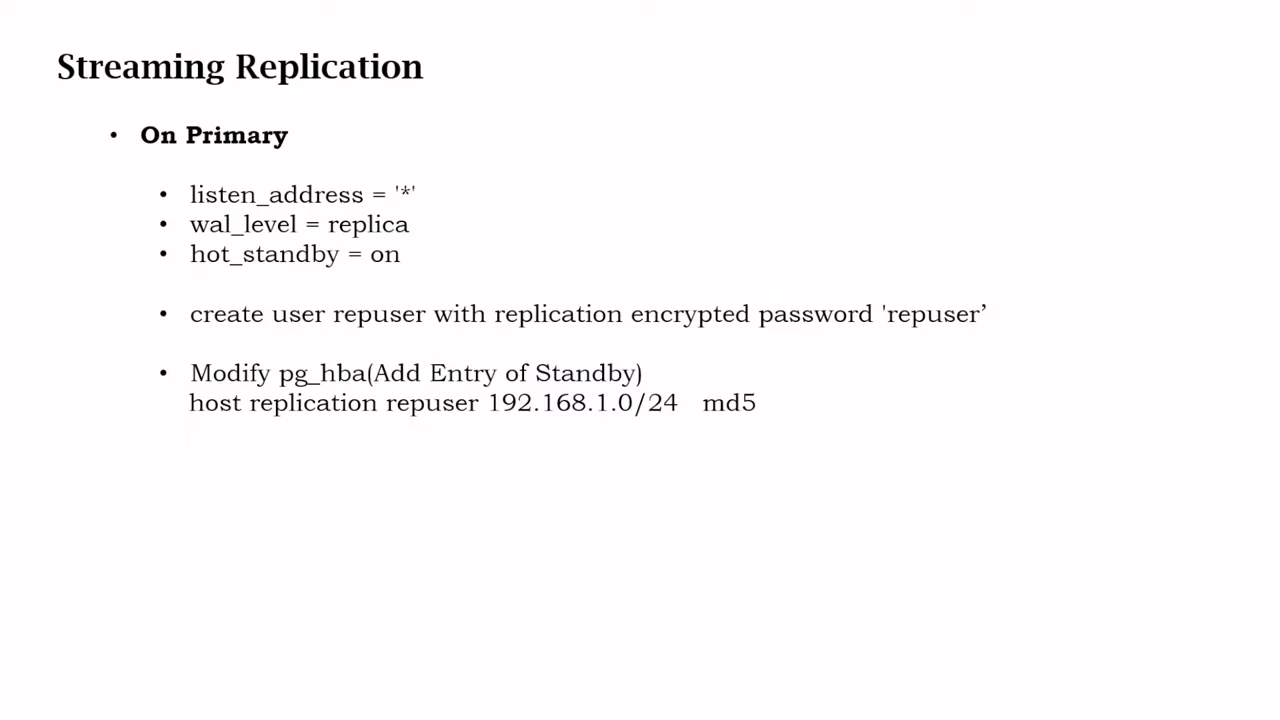 Streaming Replication
• On Primary
• listen_address = '*'
• wal_level = replica
• hot_standby = on
• create user repuser with replication encrypted password 'repuser’
• Modify pg_hba(Add Entry of Standby)
host replication repuser 192.168.1.0/24 md5